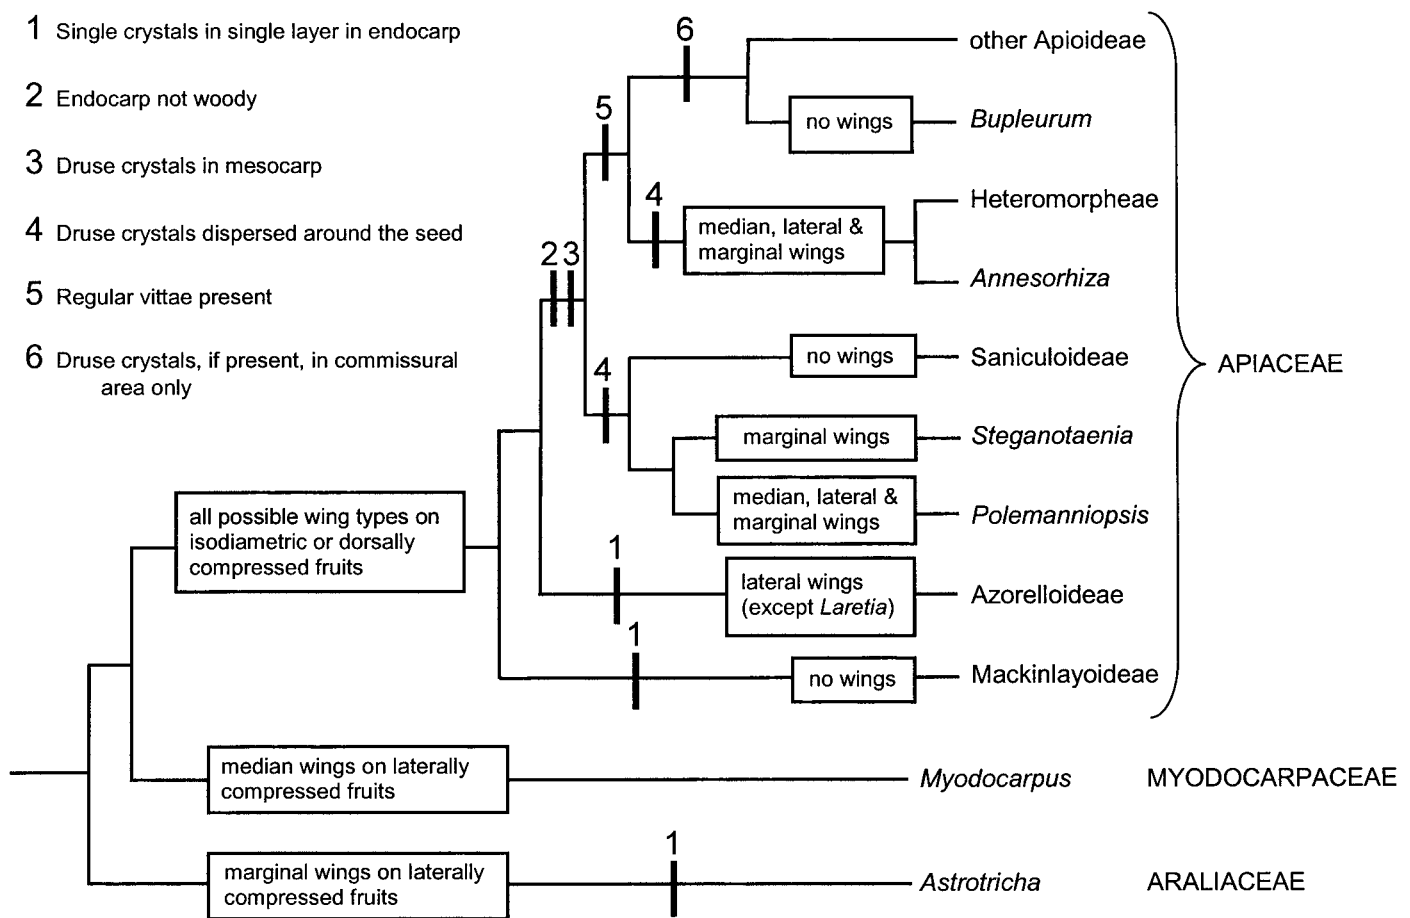 1 Single crystals in single layer in endocarp
2 Endocarp not woody
3 Druse crystals in mesocarp
4 Druse crystals dispersed around the seed
5 Regular vittae present
6 Druse crystals, if present, in commissural
area only
6
other Apioideae
5
no wings
Bupleurum
4
median, lateral &
marginal wings
Heteromorpheae
Annesorhiza
2 3
no wings
Saniculoideae
APIACEAE
4
marginal wings
Steganotaenia
median, lateral &
marginal wings
Polemanniopsis
all possible wing types on
isodiametric or dorsally
compressed fruits
1
lateral wings
(except Laretia)
Azorelloideae
1
no wings
Mackinlayoideae
median wings on laterally
compressed fruits
Myodocarpus
MYODOCARPACEAE
1
marginal wings on laterally
compressed fruits
Astrotricha
ARALIACEAE